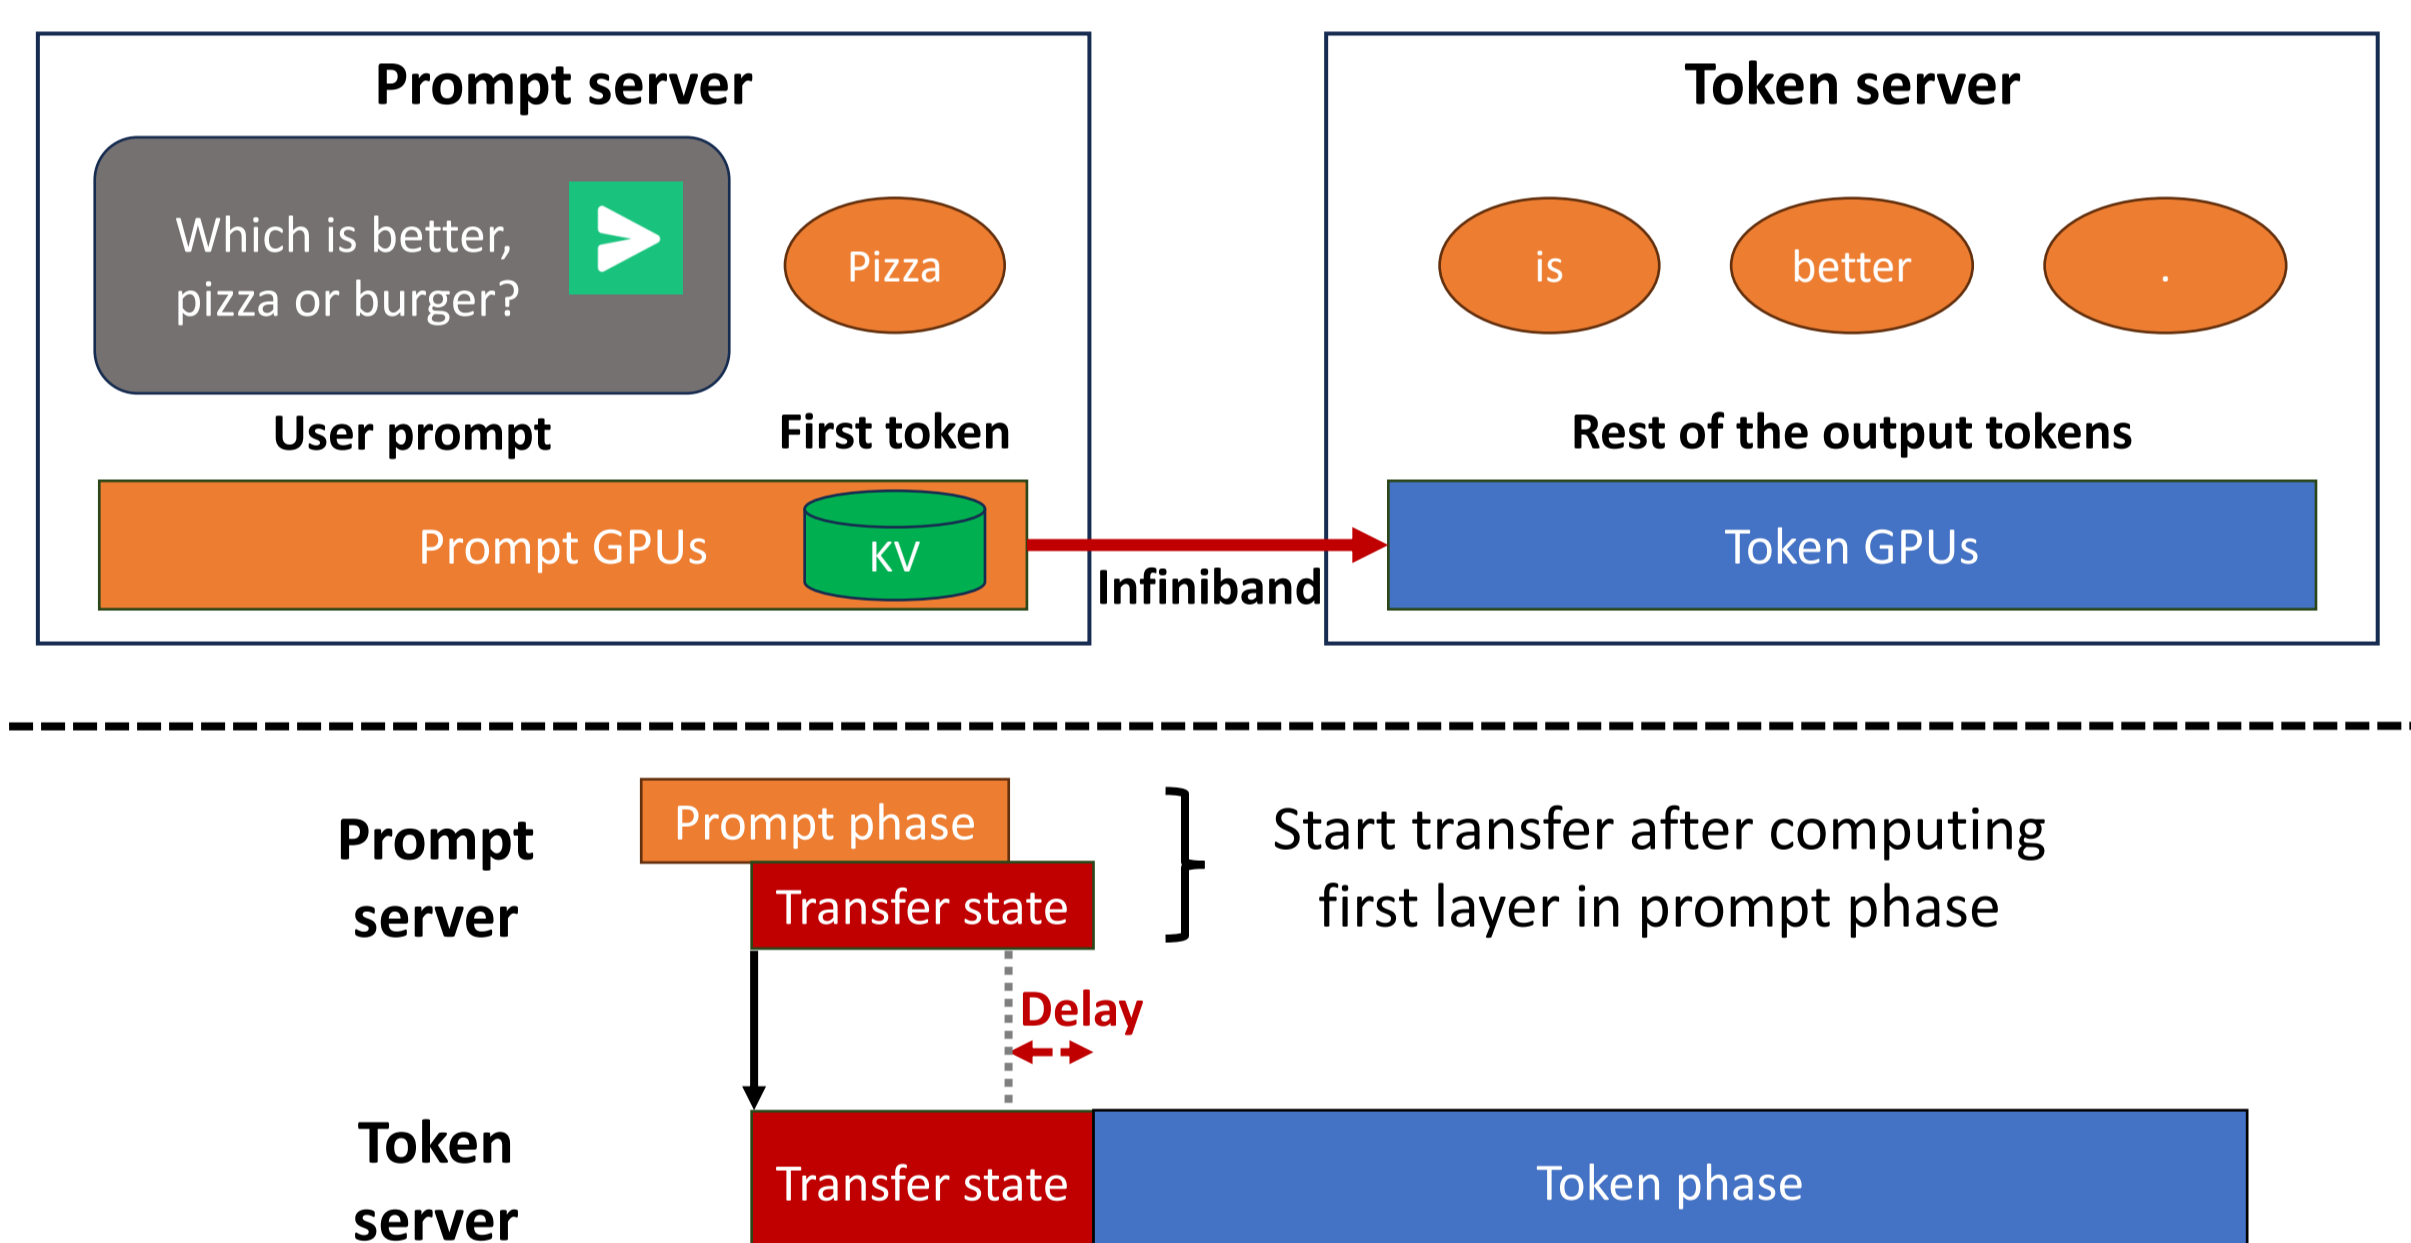 Prompt server
Which is better,
pizza or burger?
Pizza
User prompt
First token
Prompt GPUs
KV
Infiniband
Token server
is
better
.
Rest of the output tokens
Token GPUs
Prompt
server
Prompt phase
Transfer state
Start transfer after computing
first layer in prompt phase
Delay
Token
server
Transfer state
Token phase